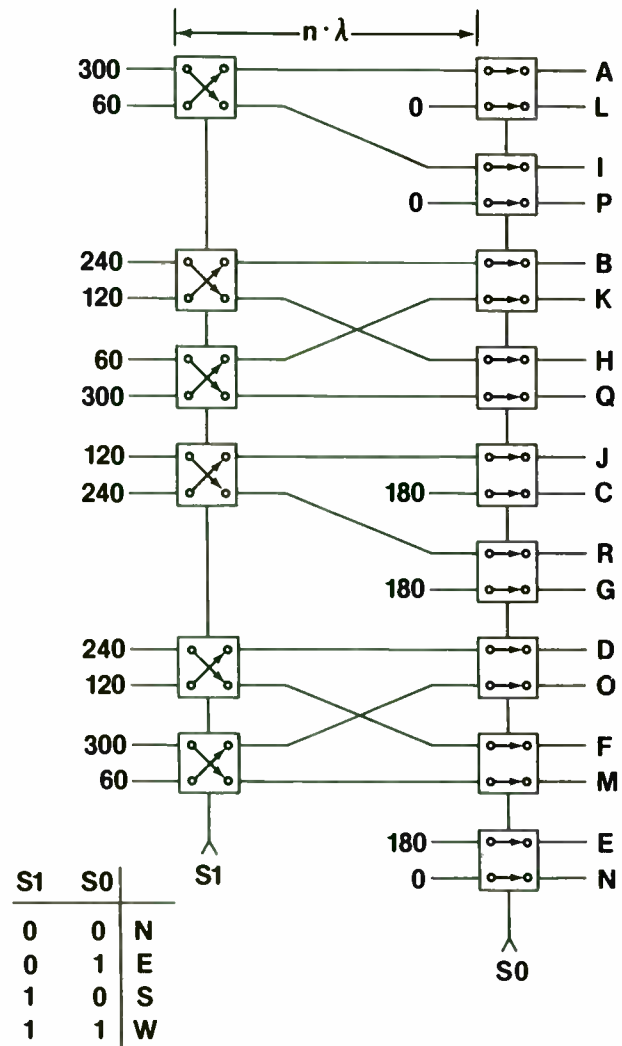 n · λ
300 A
60 0 L
I
0 P
240 B
120 K
60 H
300 Q
120 J
240 180 C
R
180 G
240 D
120 O
300 F
60 M
180 E
S1 0 N
S0
S1 S0
0 0 N
0 1 E
1 0 S
1 1 W